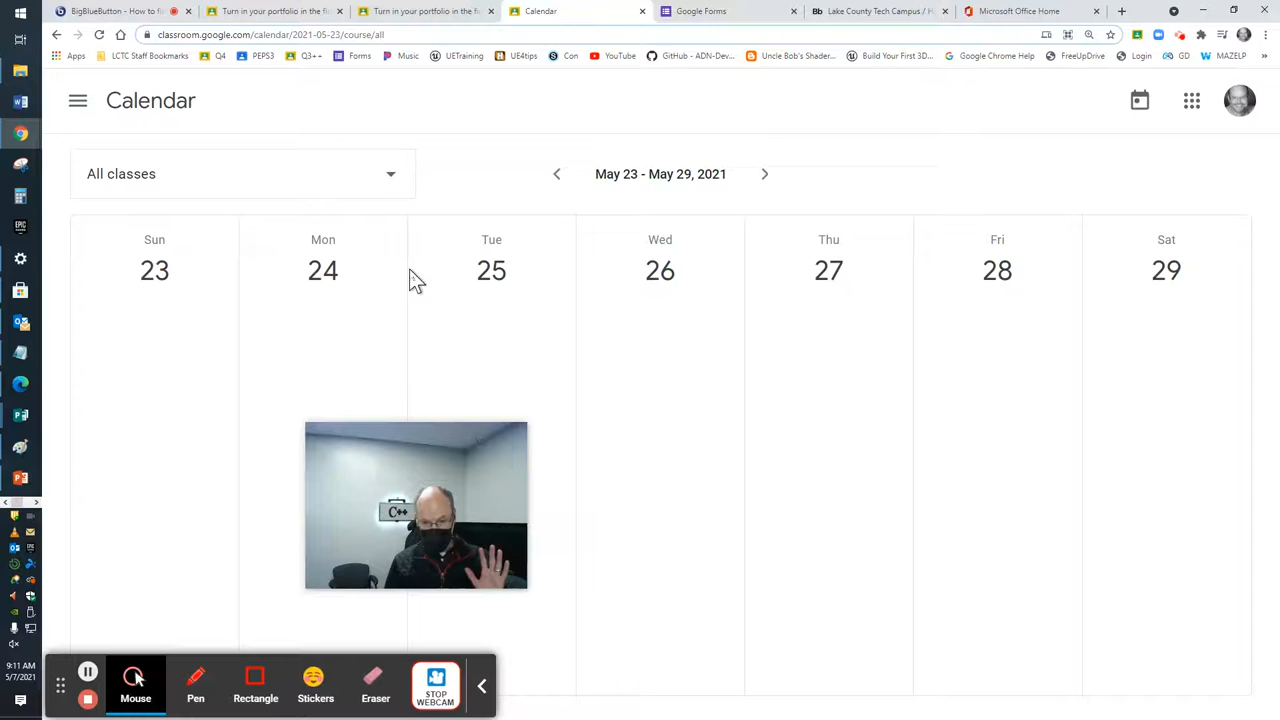 BigBlueButton - How to fi
Turn in your portfolio in the fi
Turn in your portfolio in the fi
Calendar
Google Forms
Lake County Tech Campus / H
Microsoft Office Home
classroom.google.com/calendar/2021-05-23/course/all
Apps
LCTC Staff Bookmarks
Q4
PEPS3
Q3++
Forms
Music
UETraining
UE4tips
Con
YouTube
GitHub - ADN-Dev...
Uncle Bob's Shader...
Build Your First 3D...
Google Chrome Help
FreeUpDrive
Login
GD
MAZELP
Calendar
All classes
May 23 - May 29, 2021
Sun Mon Tue Wed Thu Fri Sat
23 24 25 26 27 28 29
C++
Mouse
Pen
Rectangle
Stickers
Eraser
STOP
WEBCAM
9:11 AM
5/7/2021